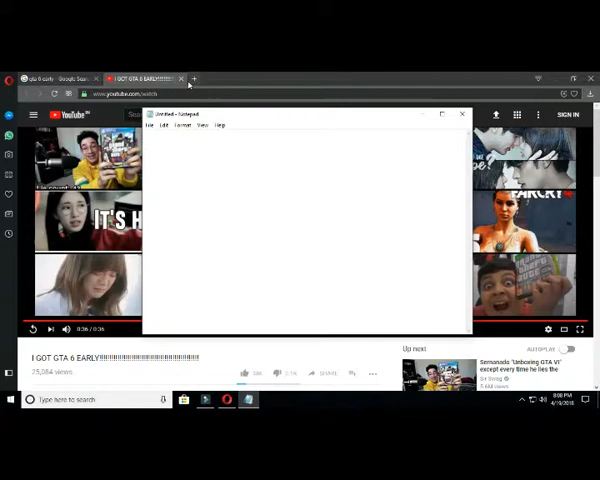 gta 6 early - Google Sear
I GOT GTA 6 EARLY!!!!!!!!!!!!!!!!!
www.youtube.com/watch
YouTube
Sea
SIGN IN
Untitled - Notepad
File Edit Format View Help
IT'S H
0:36 / 0:36
I GOT GTA 6 EARLY!!!!!!!!!!!!!!!!!!!!!!!!!!!!!!!!!!!!!!!!!!!!!!!
25,084 views
SHARE
Up next
AUTOPLAY
Sernanada "Unboxing GTA VI"
except every time he lies the
Type here to search
8:08 PM
4/19/2018